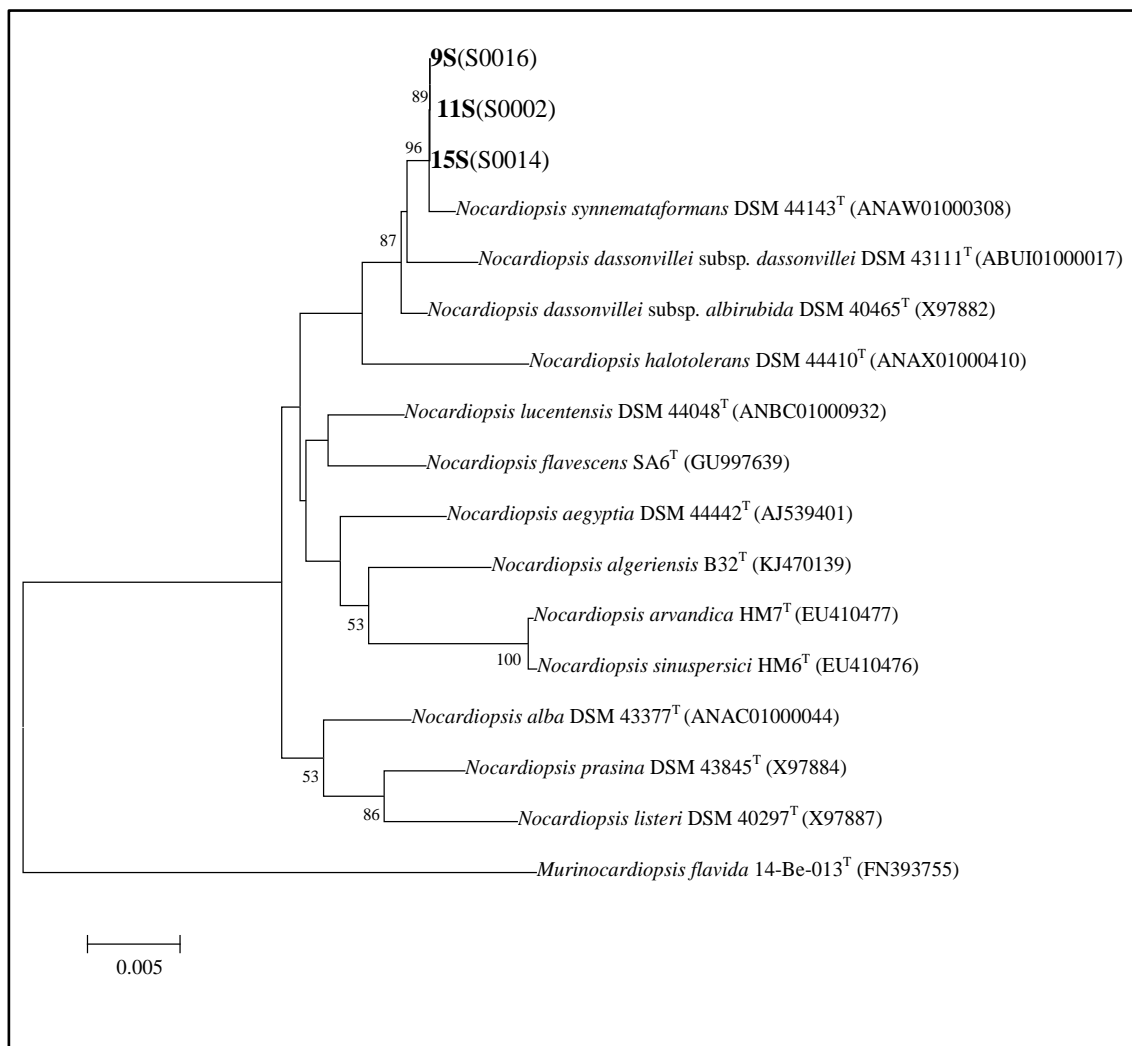 9S(S0016)
89
11S(S0002)
96
15S(S0014)
Nocardiopsis synnemataformans DSM 44143T (ANAW01000308)
87
Nocardiopsis dassonvillei subsp. dassonvillei DSM 43111T (ABUI01000017)
Nocardiopsis dassonvillei subsp. albirubida DSM 40465T (X97882)
Nocardiopsis halotolerans DSM 44410T (ANAX01000410)
Nocardiopsis lucentensis DSM 44048T (ANBC01000932)
Nocardiopsis flavescens SA6T (GU997639)
Nocardiopsis aegyptia DSM 44442T (AJ539401)
Nocardiopsis algeriensis B32T (KJ470139)
Nocardiopsis arvandica HM7T (EU410477)
53
100
Nocardiopsis sinuspersici HM6T (EU410476)
Nocardiopsis alba DSM 43377T (ANAC01000044)
Nocardiopsis prasina DSM 43845T (X97884)
53
86
Nocardiopsis listeri DSM 40297T (X97887)
Murinocardiopsis flavida 14-Be-013T (FN393755)
0.005